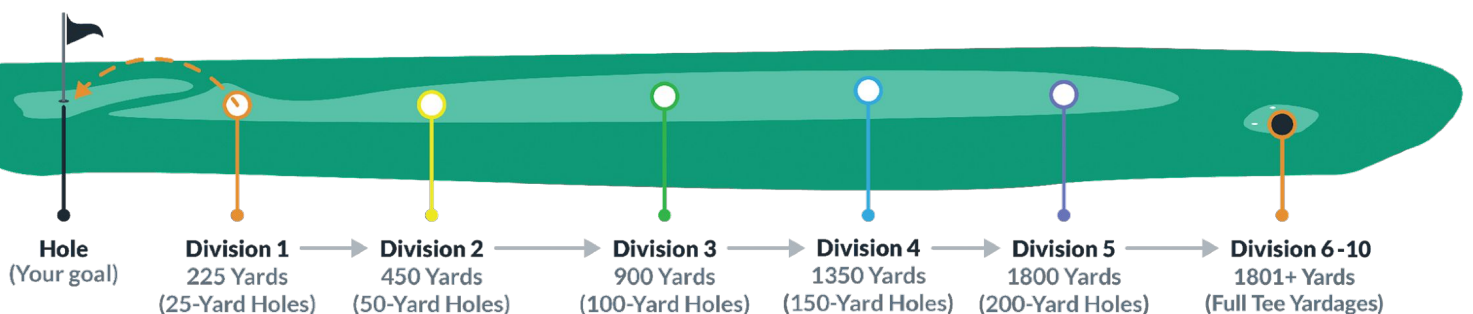 Hole
(Your goal)
Division 1
225 Yards
(25-Yard Holes)
Division 2
450 Yards
(50-Yard Holes)
Division 3
900 Yards
(100-Yard Holes)
Division 4
1350 Yards
(150-Yard Holes)
Division 5
1800 Yards
(200-Yard Holes)
Division 6-10
1801+ Yards
(Full Tee Yardages)